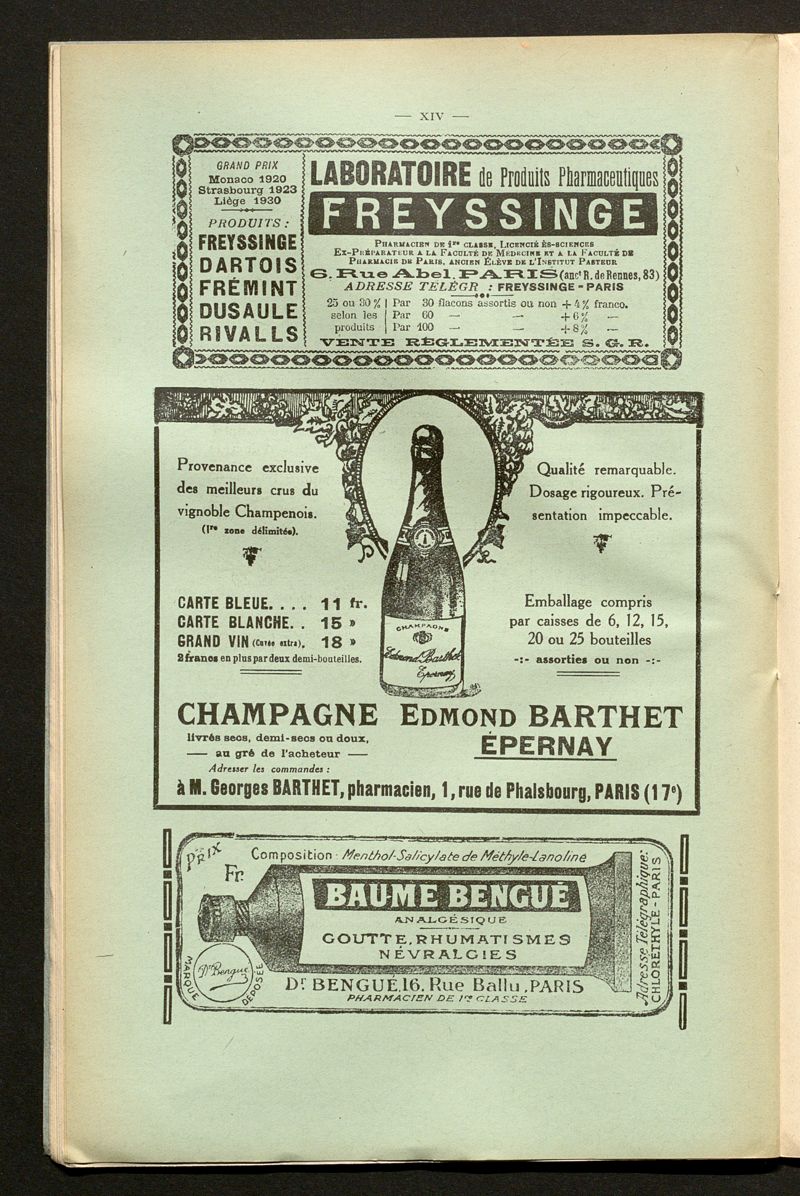 — XIV —
GRAND PRIX
Monaco 1920
Strasbourg 1923
Liège 1930
PRODUITS :
FREYSSINGE
DARTOIS
FRÉMINT
DUSAULE
RIVALLS
LABORATOIRE de Produits Pharmaceutiques
FREYSSINGE
Pharmacien de 1re classe, Licencié ès-sciences
Ex-Préparateur a la Faculté de Médecine et a la Faculté de
Pharmacie de Paris, ancien Élève de l'Institut Pasteur
6, Rue Abel, PARIS (anct R. de Rennes, 83)
ADRESSE TÉLÉGR : FREYSSINGE - PARIS
25 ou 30 % | Par 30 flacons assortis ou non + 4 % franco.
selon les | Par 60 — — + 6 % —
produits | Par 100 — — + 8 % —
VENTE RÉGLEMENTÉE S. G. R.
Provenance exclusive
des meilleurs crus du
vignoble Champenois.
(1re zone délimitée).
Qualité remarquable.
Dosage rigoureux. Pré-
sentation impeccable.
CARTE BLEUE. . . . 11 fr.
CARTE BLANCHE. . 15 »
GRAND VIN (Cuvée extra). 18 »
2 francs en plus par deux demi-bouteilles.
CHAMPAGNE
Edmond Barthet
Epernay
Emballage compris
par caisses de 6, 12, 15,
20 ou 25 bouteilles
-:- assorties ou non -:-
CHAMPAGNE EDMOND BARTHET
livrés secs, demi-secs ou doux,
— au gré de l'acheteur —
ÉPERNAY
Adresser les commandes :
à M. Georges BARTHET, pharmacien, 1, rue de Phalsbourg, PARIS (17e)
PRIX
Fr.
Composition : Menthol-Salicylate de Méthyle-Lanoline
BAUME BENGUÉ
ANALGÉSIQUE
GOUTTE, RHUMATISMES
NÉVRALGIES
Dr Bengué
MARQUE DÉPOSÉE
Dr BENGUÉ, 16, Rue Ballu, PARIS
PHARMACIEN DE 1re CLASSE
Adresse Télégraphique:
CHLORÉTHYLE - PARIS